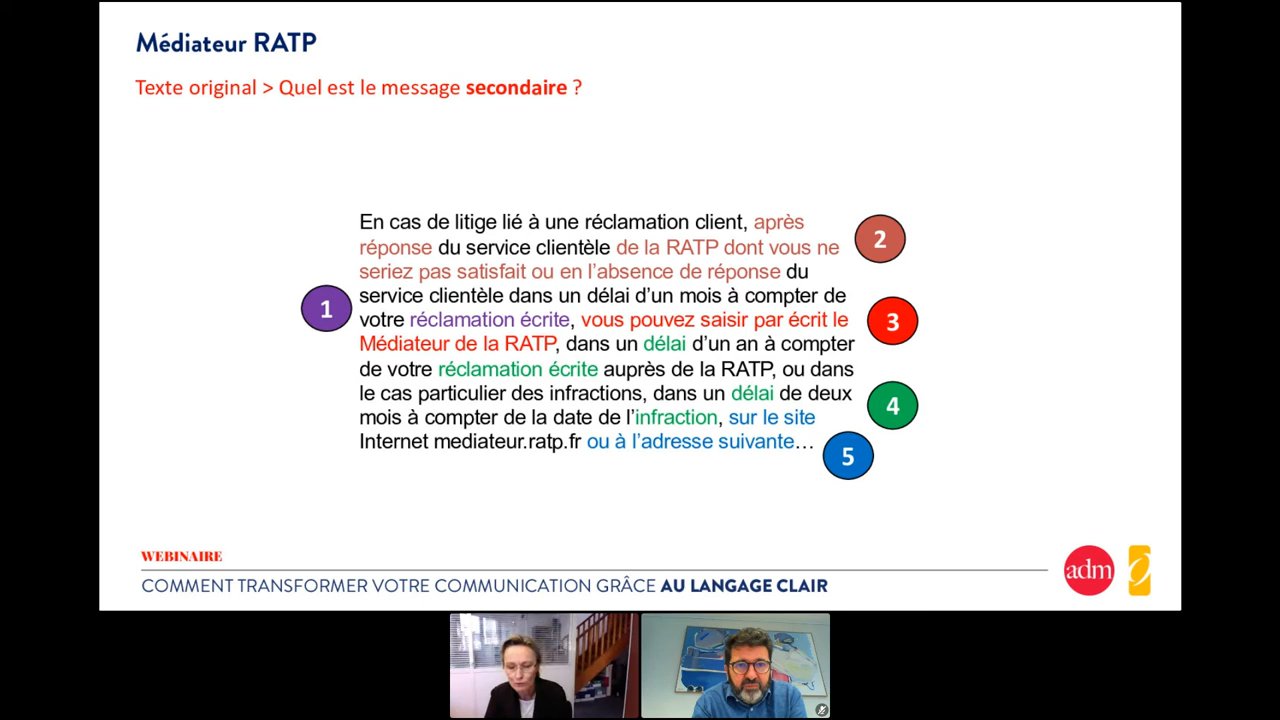 Médiateur RATP
Texte original > Quel est le message secondaire ?
En cas de litige lié à une réclamation client, après
réponse du service clientèle de la RATP dont vous ne
seriez pas satisfait ou en l’absence de réponse du
service clientèle dans un délai d’un mois à compter de
votre réclamation écrite, vous pouvez saisir par écrit le
Médiateur de la RATP, dans un délai d’un an à compter
de votre réclamation écrite auprès de la RATP, ou dans
le cas particulier des infractions, dans un délai de deux
mois à compter de la date de l’infraction, sur le site
Internet mediateur.ratp.fr ou à l’adresse suivante…
1
2
3
4
5
WEBINAIRE
COMMENT TRANSFORMER VOTRE COMMUNICATION GRÂCE AU LANGAGE CLAIR
adm